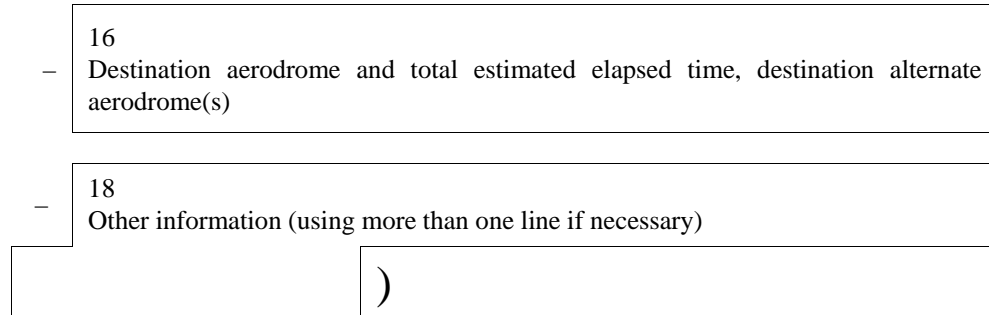 16
– Destination aerodrome and total estimated elapsed time, destination alternate
aerodrome(s)
18
– Other information (using more than one line if necessary)
)